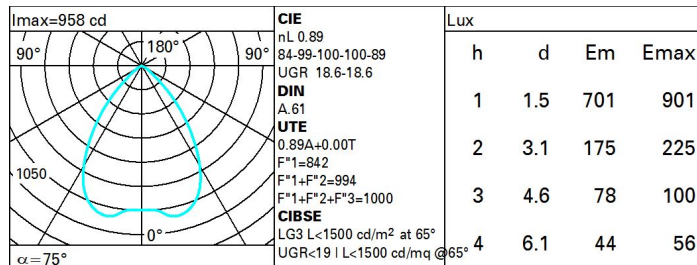 Imax=958 cd
90° 180° 90°
1050
0°
α=75°
CIE
nL 0.89
84-99-100-100-89
UGR 18.6-18.6
DIN
A.61
UTE
0.89A+0.00T
F"1=842
F"1+F"2=994
F"1+F"2+F"3=1000
CIBSE
LG3 L<1500 cd/m² at 65°
UGR<19 | L<1500 cd/mq @65°
Lux
h d Em Emax
1 1.5 701 901
2 3.1 175 225
3 4.6 78 100
4 6.1 44 56